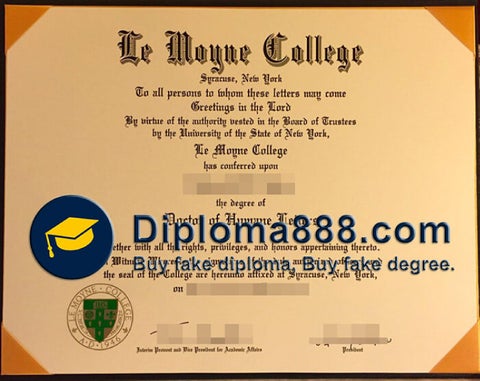 Le Moyne College
Syracuse, New York
To all persons to whom these letters may come
Greetings in the Lord
By virtue of the authority vested in the Board of Trustees
by the University of the State of New York,
Le Moyne College
has conferred upon
the degree of
Doctor of Humane Letters
Diploma888.com
together with all the rights, privileges, and honors appertaining thereto.
Buy fake diploma, Buy fake degree.
the seal of the College are hereunto affixed at Syracuse, New York,
on
LE MOYNE · COLLEGE
A·D·1946
Interim Provost and Vice President for Academic Affairs
President